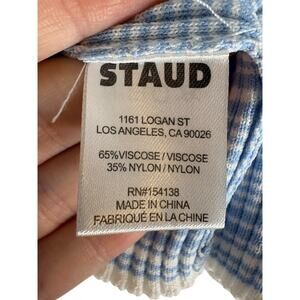 STAUD
1161 LOGAN ST
LOS ANGELES, CA 90026
65%VISCOSE/VISCOSE
35% NYLON/NYLON
RN#154138
MADE IN CHINA
FABRIQUÉ EN LA CHINE